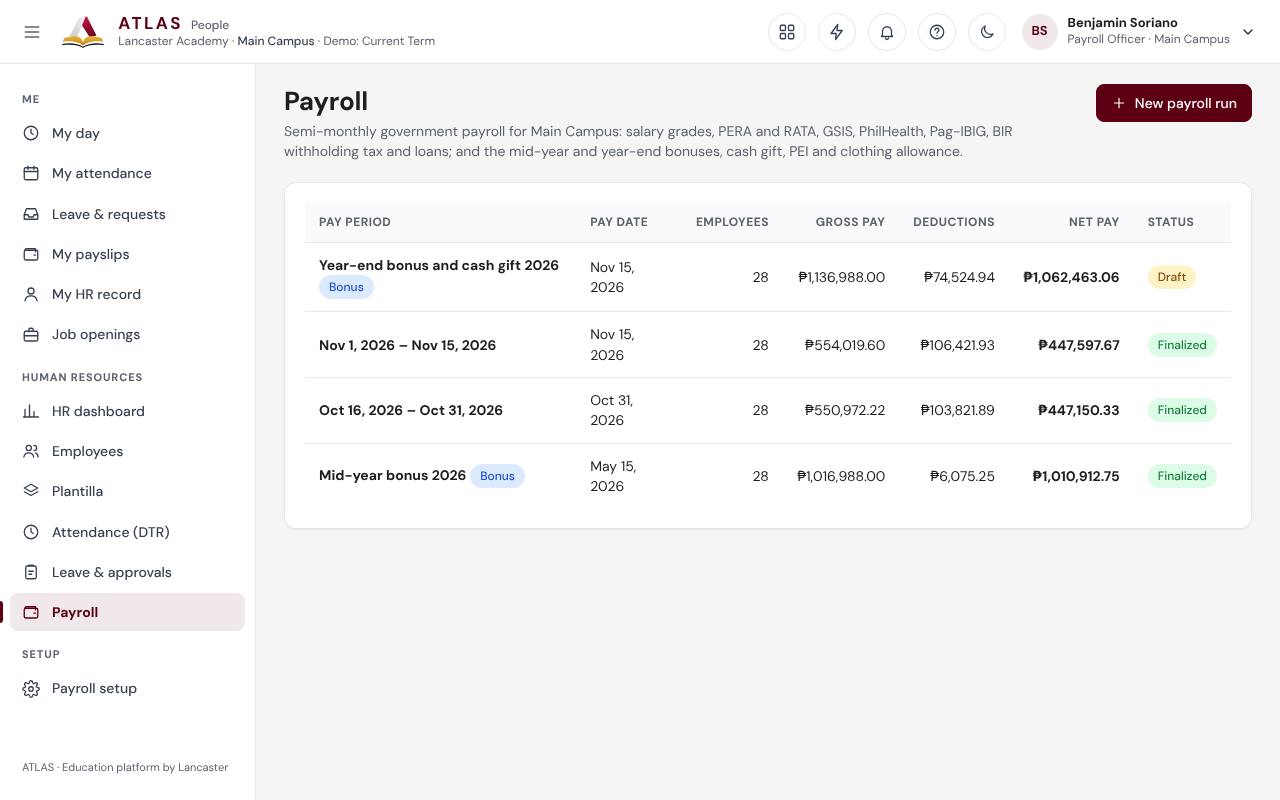 ATLAS People
Lancaster Academy · Main Campus · Demo: Current Term
BS
Benjamin Soriano
Payroll Officer · Main Campus
ME
My day
My attendance
Leave & requests
My payslips
My HR record
Job openings
HUMAN RESOURCES
HR dashboard
Employees
Plantilla
Attendance (DTR)
Leave & approvals
Payroll
SETUP
Payroll setup
ATLAS · Education platform by Lancaster
Payroll
New payroll run
Semi-monthly government payroll for Main Campus: salary grades, PERA and RATA, GSIS, PhilHealth, Pag-IBIG, BIR
withholding tax and loans; and the mid-year and year-end bonuses, cash gift, PEI and clothing allowance.
PAY PERIOD PAY DATE EMPLOYEES GROSS PAY DEDUCTIONS NET PAY STATUS
Year-end bonus and cash gift 2026
Bonus
Nov 15,
2026
28 ₱1,136,988.00 ₱74,524.94 ₱1,062,463.06 Draft
Nov 1, 2026 – Nov 15, 2026
Nov 15,
2026
28 ₱554,019.60 ₱106,421.93 ₱447,597.67 Finalized
Oct 16, 2026 – Oct 31, 2026
Oct 31,
2026
28 ₱550,972.22 ₱103,821.89 ₱447,150.33 Finalized
Mid-year bonus 2026 Bonus
May 15,
2026
28 ₱1,016,988.00 ₱6,075.25 ₱1,010,912.75 Finalized